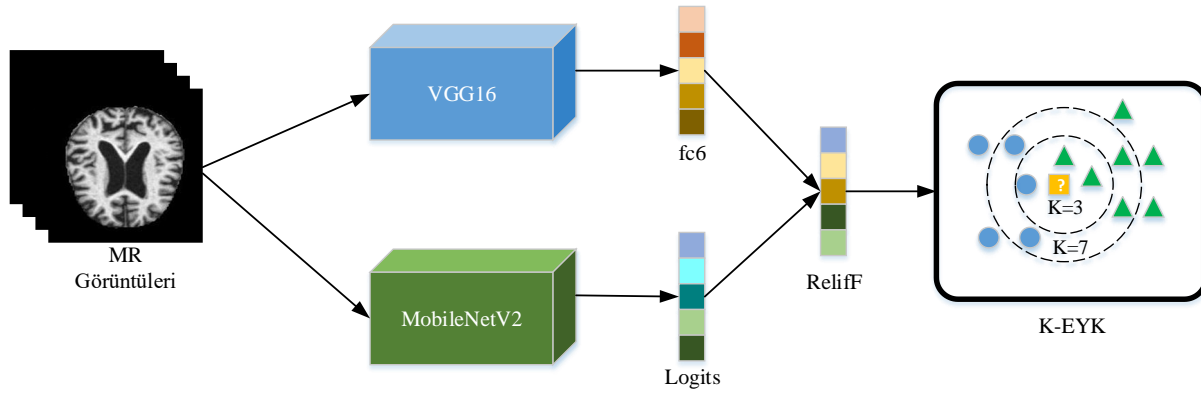 MR
Görüntüleri
VGG16
fc6
MobileNetV2
Logits
RelifF
?
K=3
K=7
K-EYK